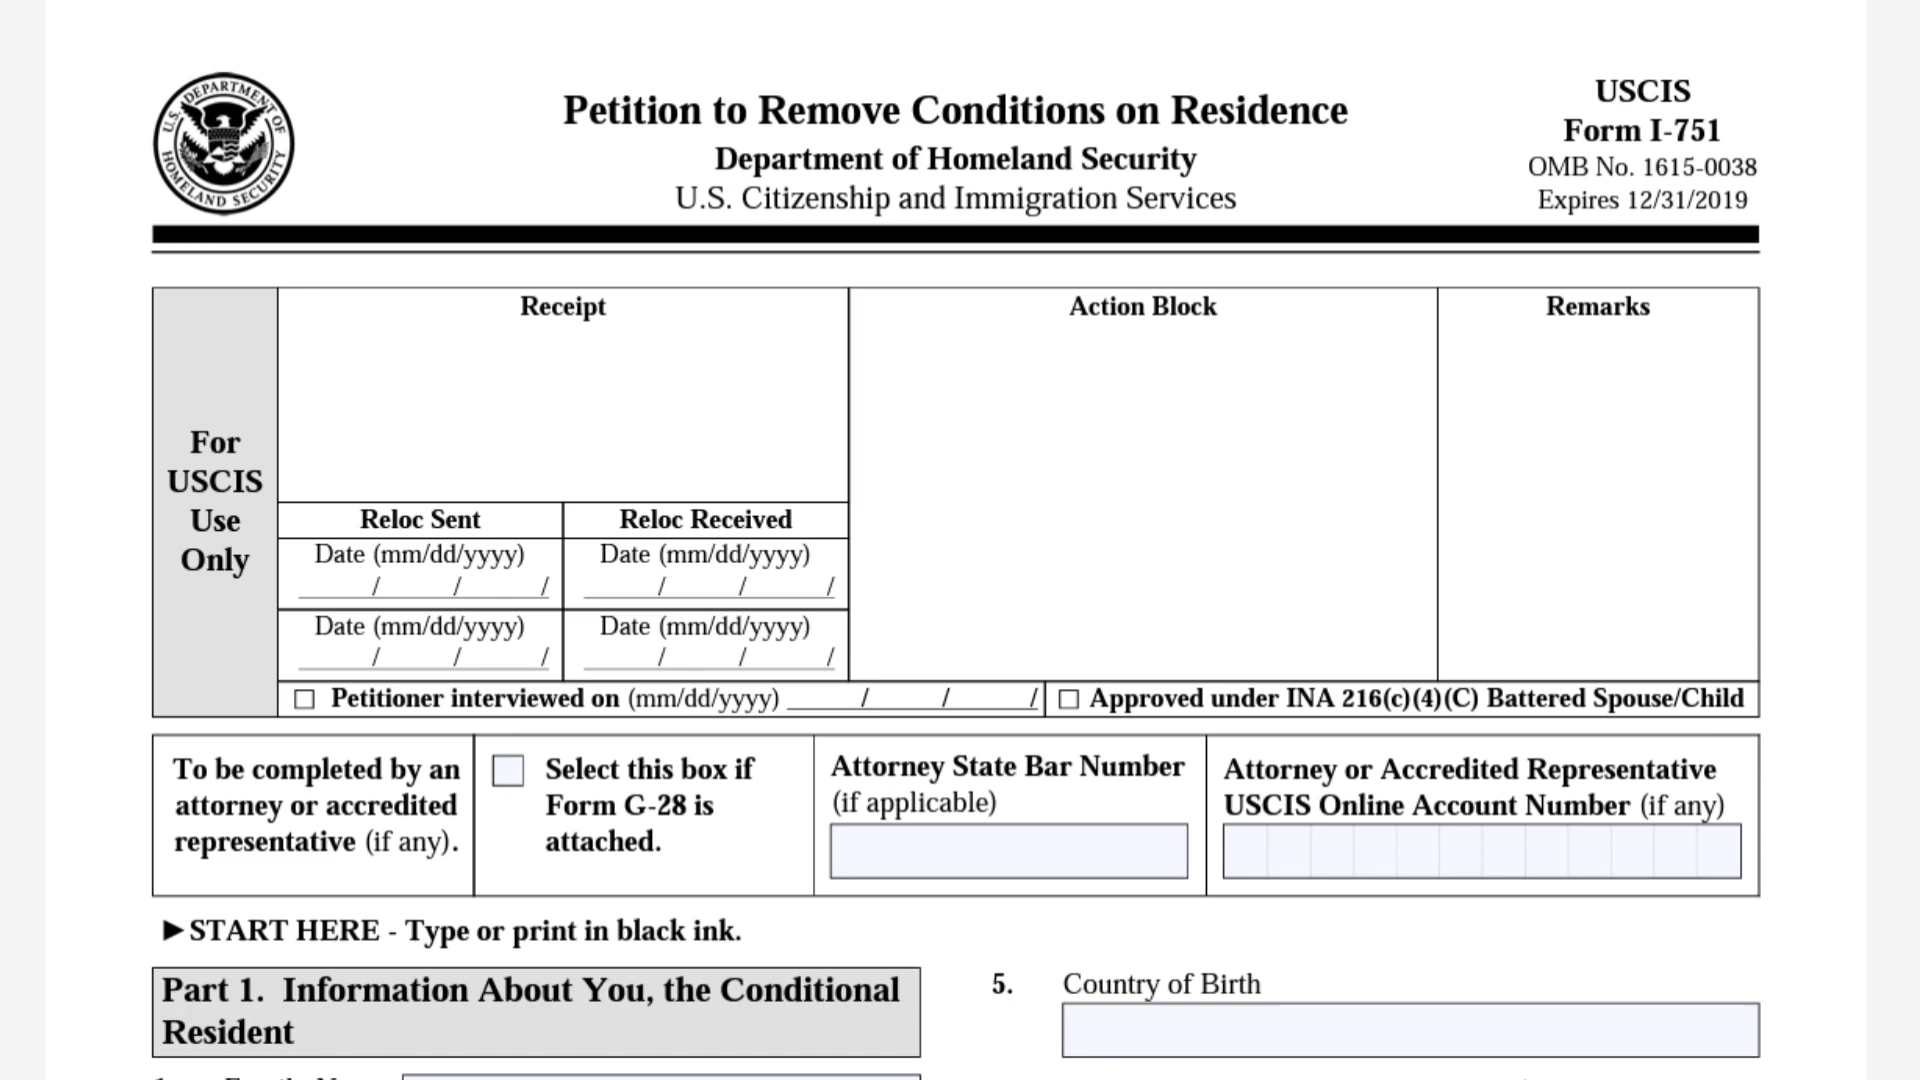 U.S. DEPARTMENT OF HOMELAND SECURITY
Petition to Remove Conditions on Residence
Department of Homeland Security
U.S. Citizenship and Immigration Services
USCIS
Form I-751
OMB No. 1615-0038
Expires 12/31/2019
For
USCIS
Use
Only
Receipt
Action Block
Remarks
Reloc Sent
Reloc Received
Date (mm/dd/yyyy)
Date (mm/dd/yyyy)
/ / /
/ / /
Date (mm/dd/yyyy)
Date (mm/dd/yyyy)
/ / /
/ / /
Petitioner interviewed on (mm/dd/yyyy) / / /
Approved under INA 216(c)(4)(C) Battered Spouse/Child
To be completed by an
attorney or accredited
representative (if any).
Select this box if
Form G-28 is
attached.
Attorney State Bar Number
(if applicable)
Attorney or Accredited Representative
USCIS Online Account Number (if any)
►START HERE - Type or print in black ink.
Part 1. Information About You, the Conditional
Resident
5. Country of Birth